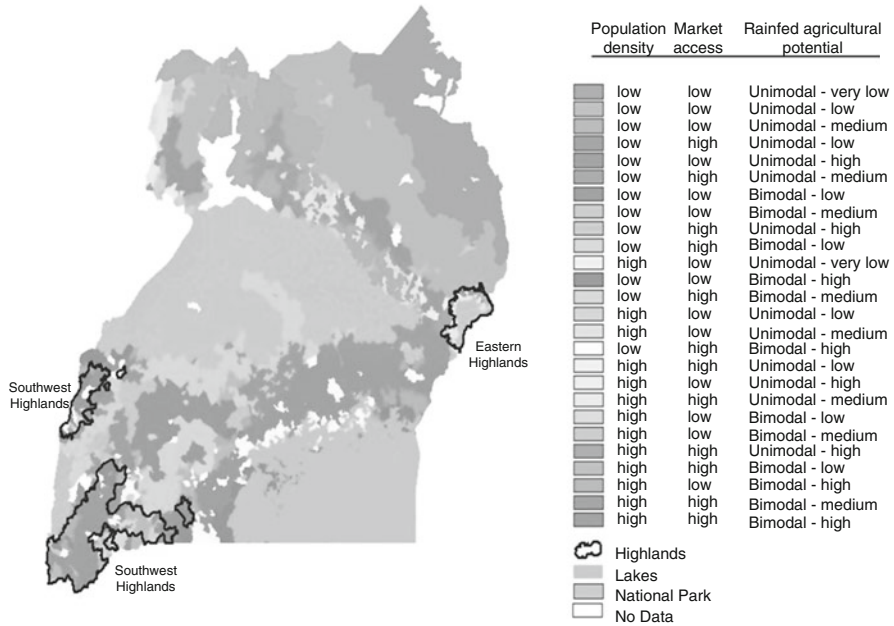 Population Market Rainfed agricultural
density access potential
low low Unimodal - very low
low low Unimodal - low
low low Unimodal - medium
low high Unimodal - low
low low Unimodal - high
low high Unimodal - medium
low low Bimodal - low
low low Bimodal - medium
low high Unimodal - high
low high Bimodal - low
high low Unimodal - very low
low low Bimodal - high
low high Bimodal - medium
high low Unimodal - low
high low Unimodal - medium
low high Bimodal - high
high high Unimodal - low
high low Unimodal - high
high high Unimodal - medium
high low Bimodal - low
high low Bimodal - medium
high high Unimodal - high
high high Bimodal - low
high low Bimodal - high
high high Bimodal - medium
high high Bimodal - high
Highlands
Lakes
National Park
No Data
Eastern
Highlands
Southwest
Highlands
Southwest
Highlands